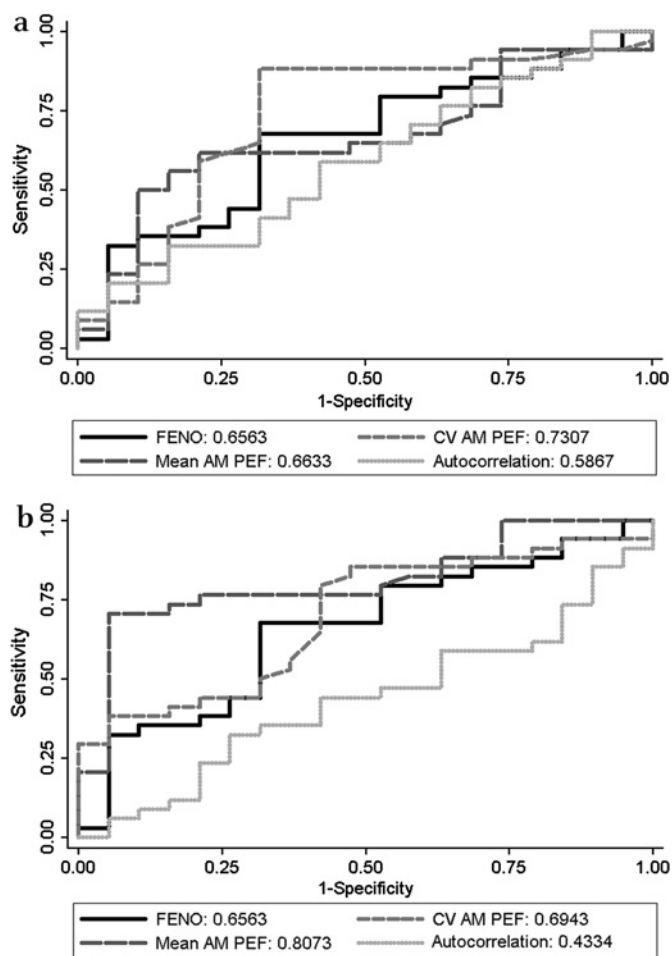 a
1.00
0.75
0.50
0.25
0.00
Sensitivity
0.00 0.25 0.50 0.75 1.00
1-Specificity
FENO: 0.6563 CV AM PEF: 0.7307
Mean AM PEF: 0.6633 Autocorrelation: 0.5867
b
1.00
0.75
0.50
0.25
0.00
Sensitivity
0.00 0.25 0.50 0.75 1.00
1-Specificity
FENO: 0.6563 CV AM PEF: 0.6943
Mean AM PEF: 0.8073 Autocorrelation: 0.4334